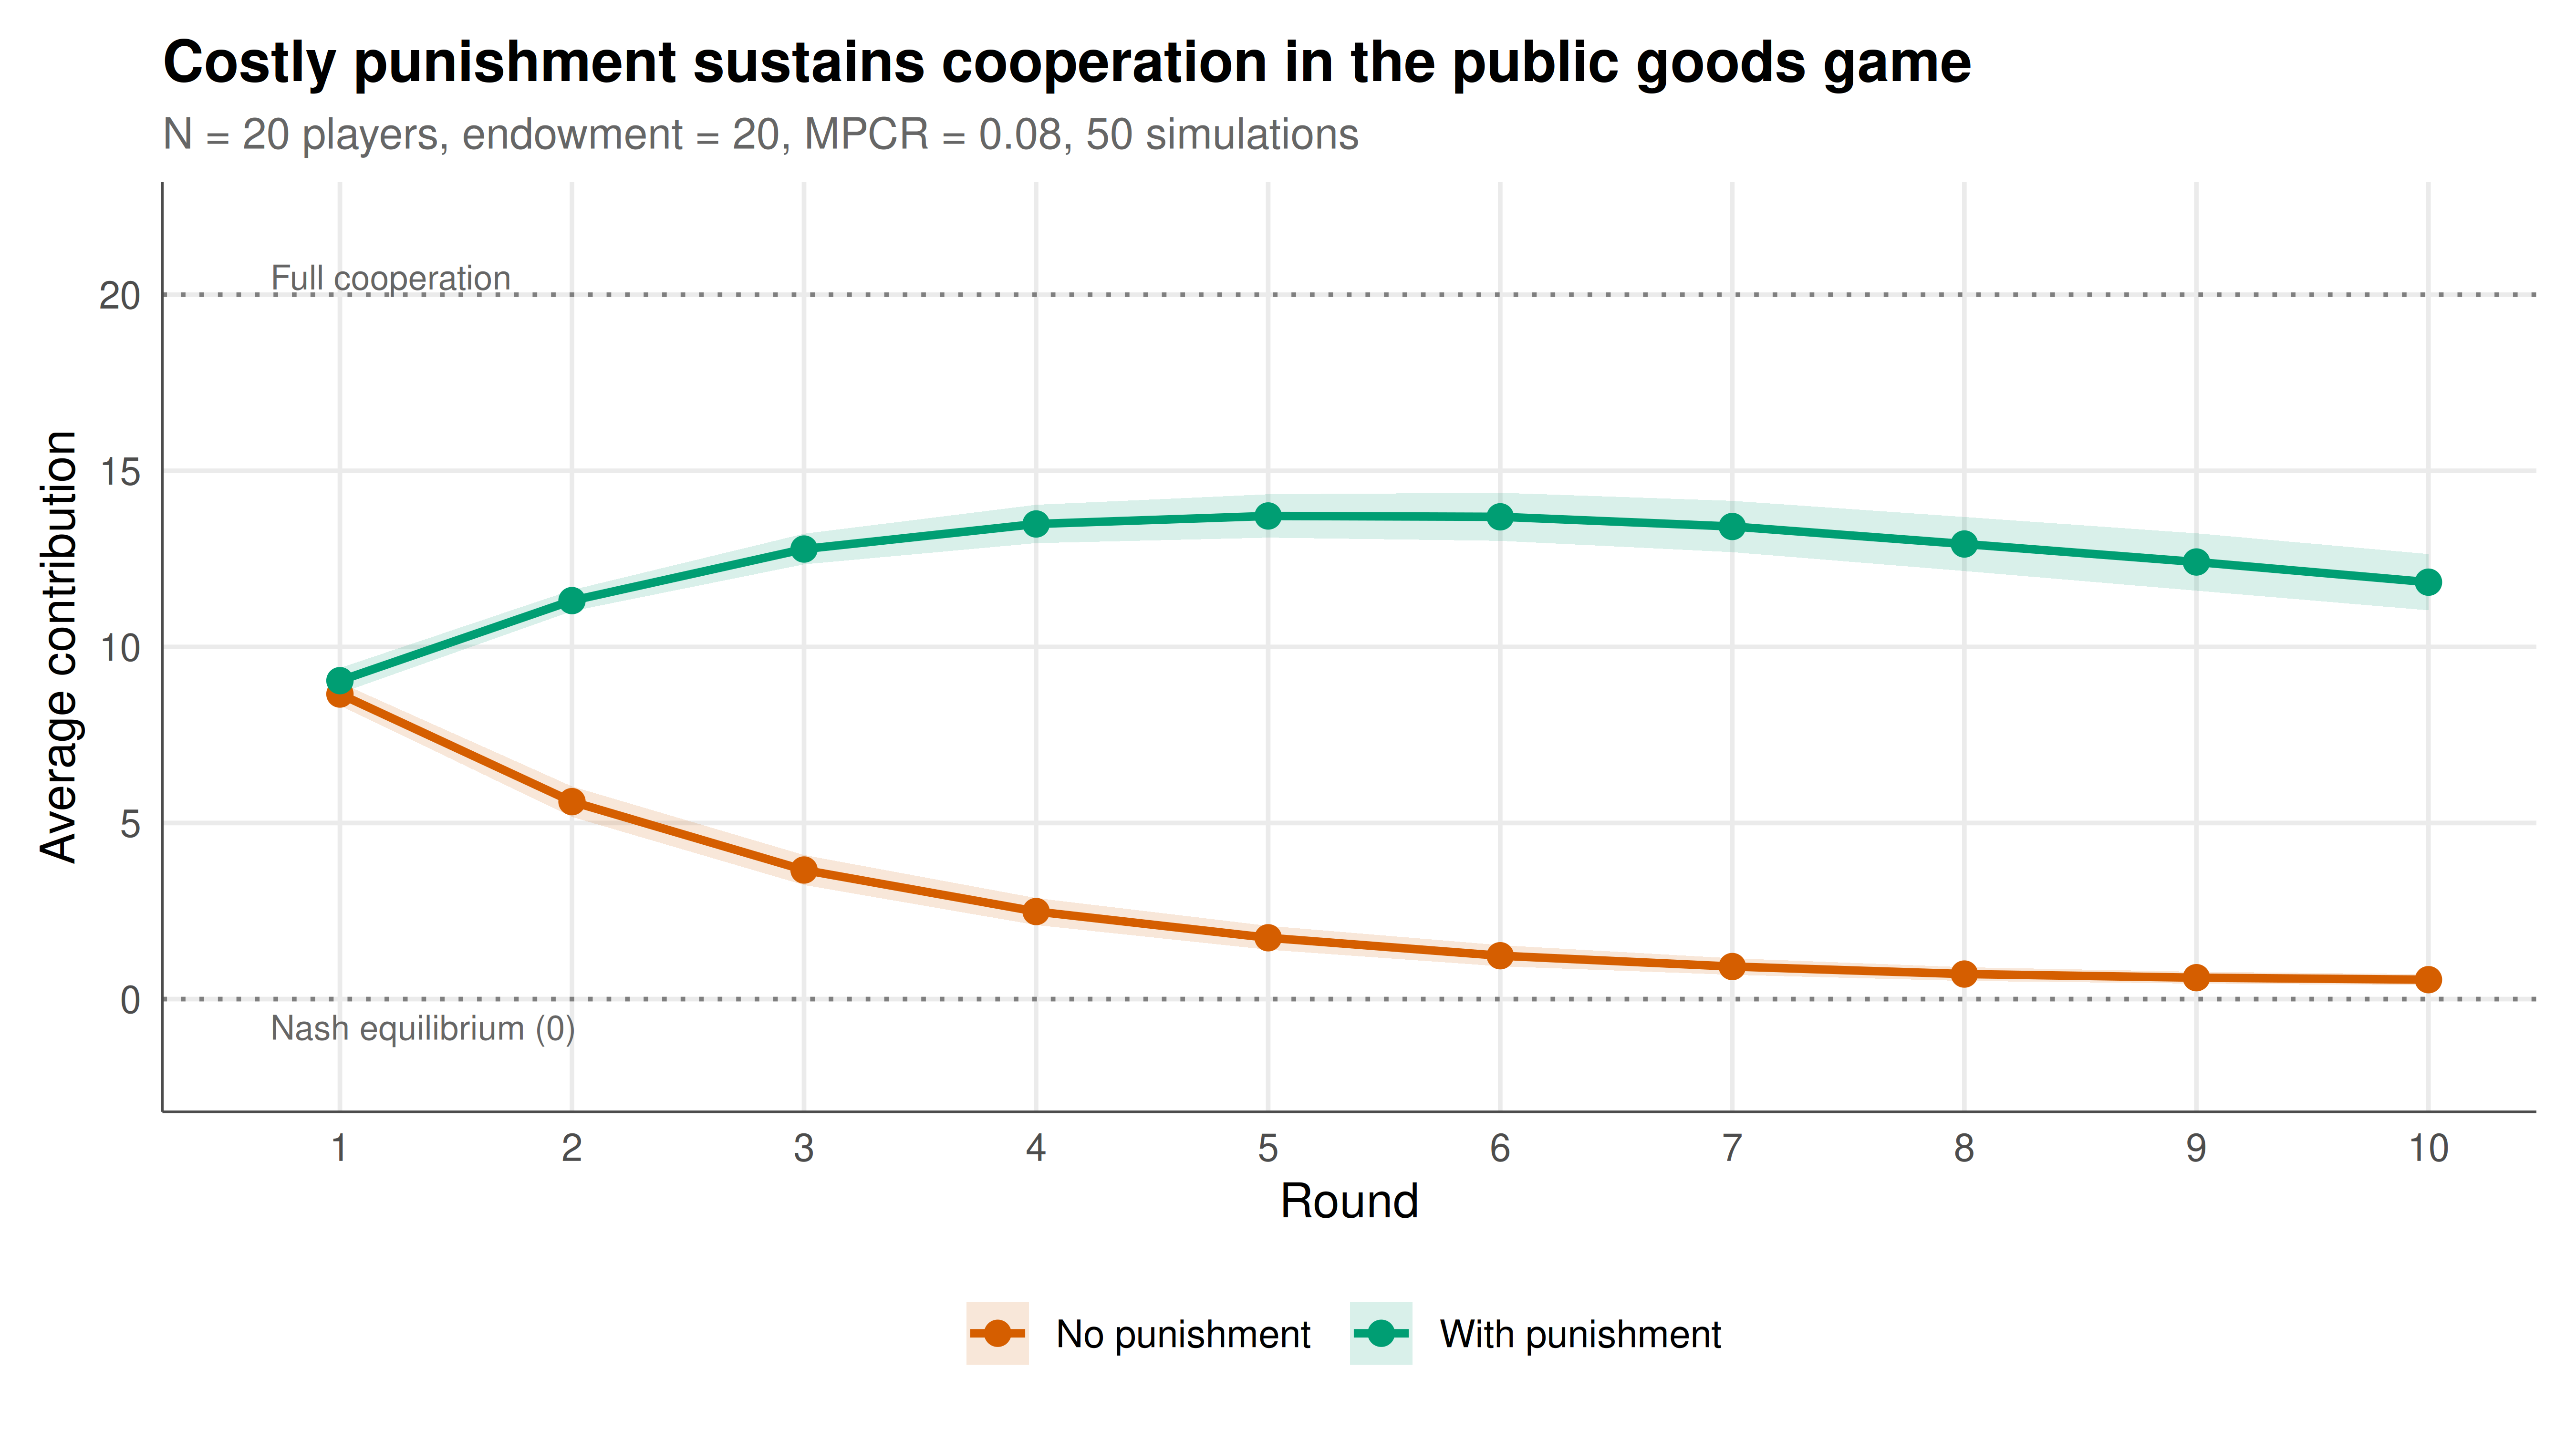 Costly punishment sustains cooperation in the public goods game
N = 20 players, endowment = 20, MPCR = 0.08, 50 simulations
Average contribution
20
15
10
5
0
Full cooperation
Nash equilibrium (0)
1 2 3 4 5 6 7 8 9 10
Round
No punishment With punishment